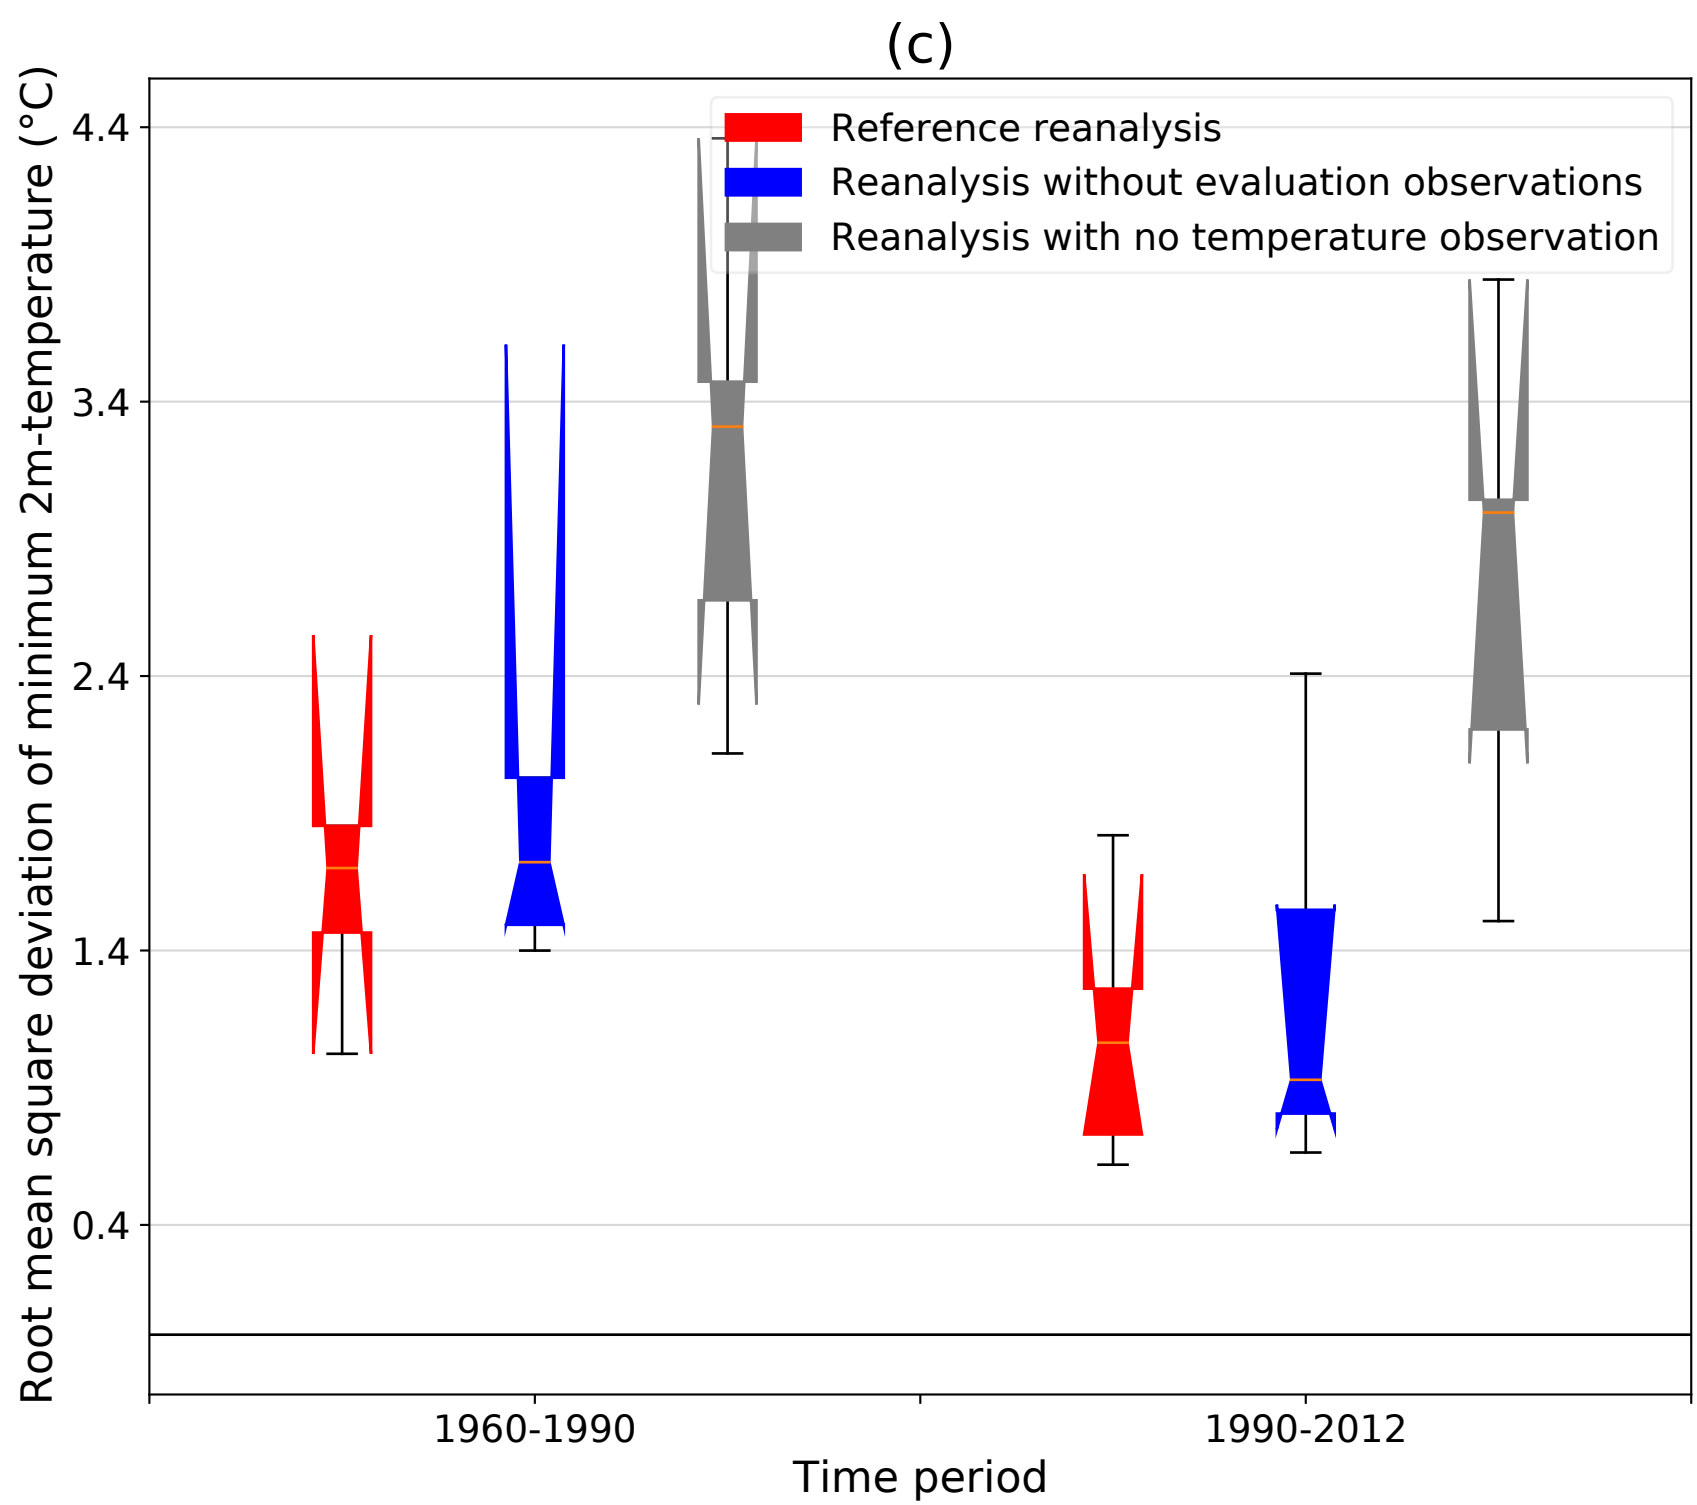 (c)
Root mean square deviation of minimum 2m-temperature (°C)
4.4
3.4
2.4
1.4
0.4
Reference reanalysis
Reanalysis without evaluation observations
Reanalysis with no temperature observation
1960-1990
1990-2012
Time period